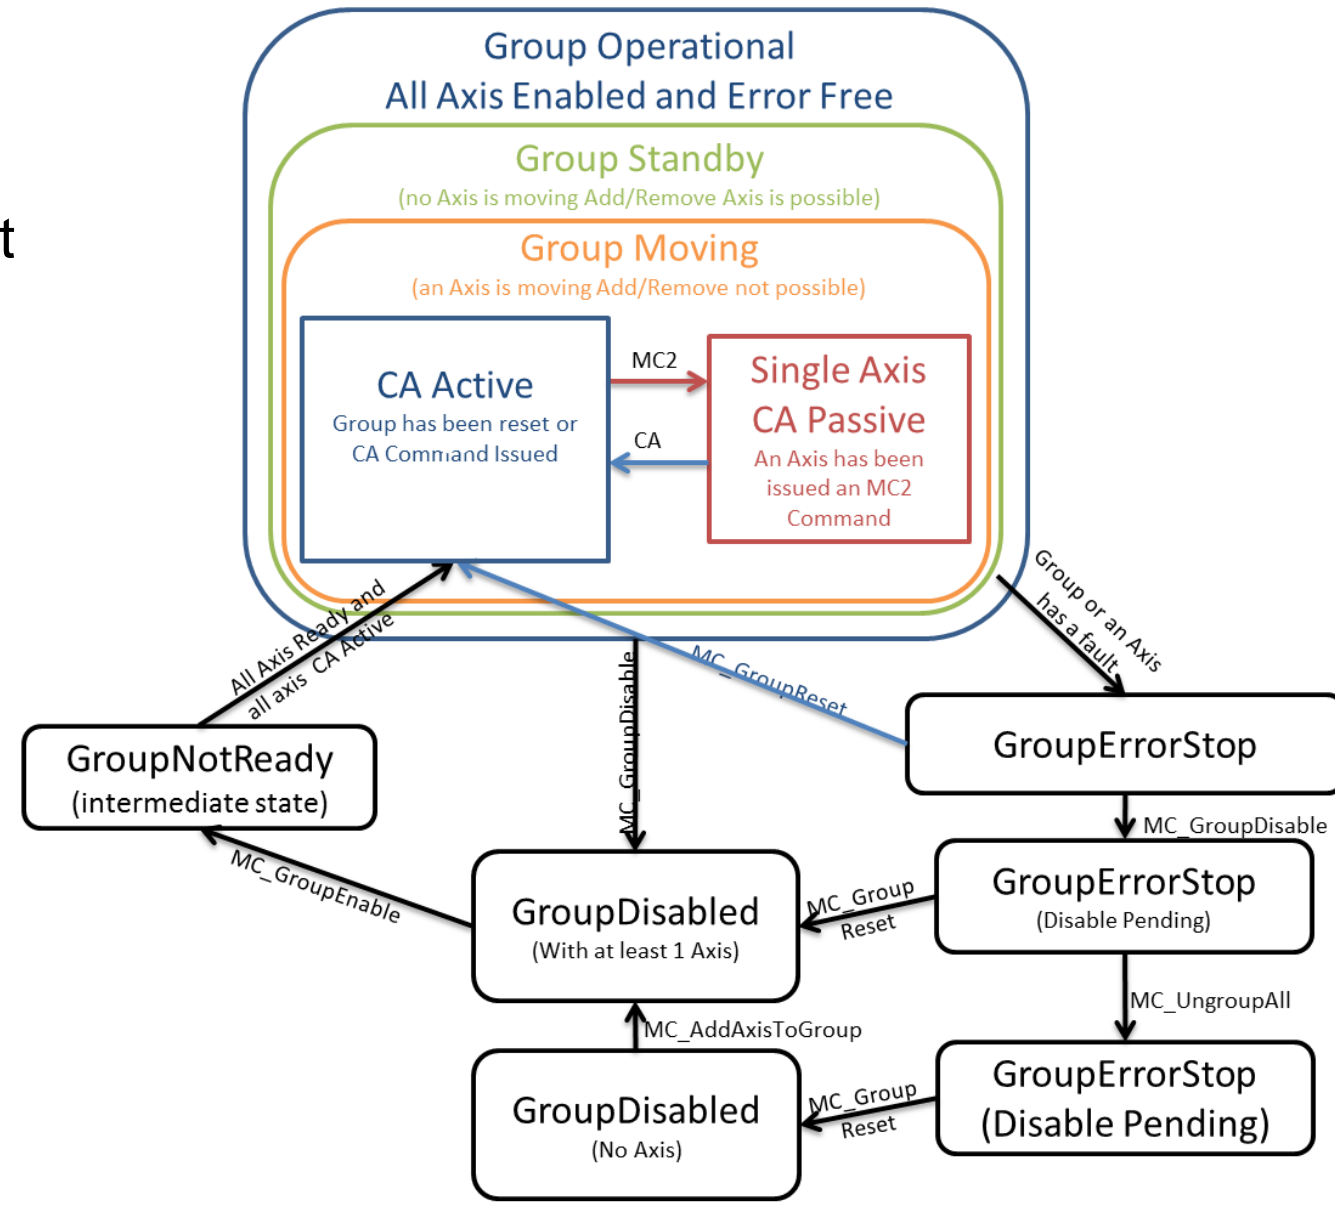 Group Operational
All Axis Enabled and Error Free
Group Standby
(no Axis is moving Add/Remove Axis is possible)
t
Group Moving
(an Axis is moving Add/Remove not possible)
CA Active
Group has been reset or
CA Command Issued
MC2
CA
Single Axis
CA Passive
An Axis has been
issued an MC2
Command
Group or an Axis
has a fault
All Axis Ready and
all axis CA Active
MC_GroupDisable
MC_GroupReset
GroupNotReady
(intermediate state)
GroupErrorStop
MC_GroupDisable
MC_GroupEnable
GroupDisabled
(With at least 1 Axis)
MC_Group
Reset
GroupErrorStop
(Disable Pending)
MC_UngroupAll
MC_AddAxisToGroup
GroupDisabled
(No Axis)
MC_Group
Reset
GroupErrorStop
(Disable Pending)